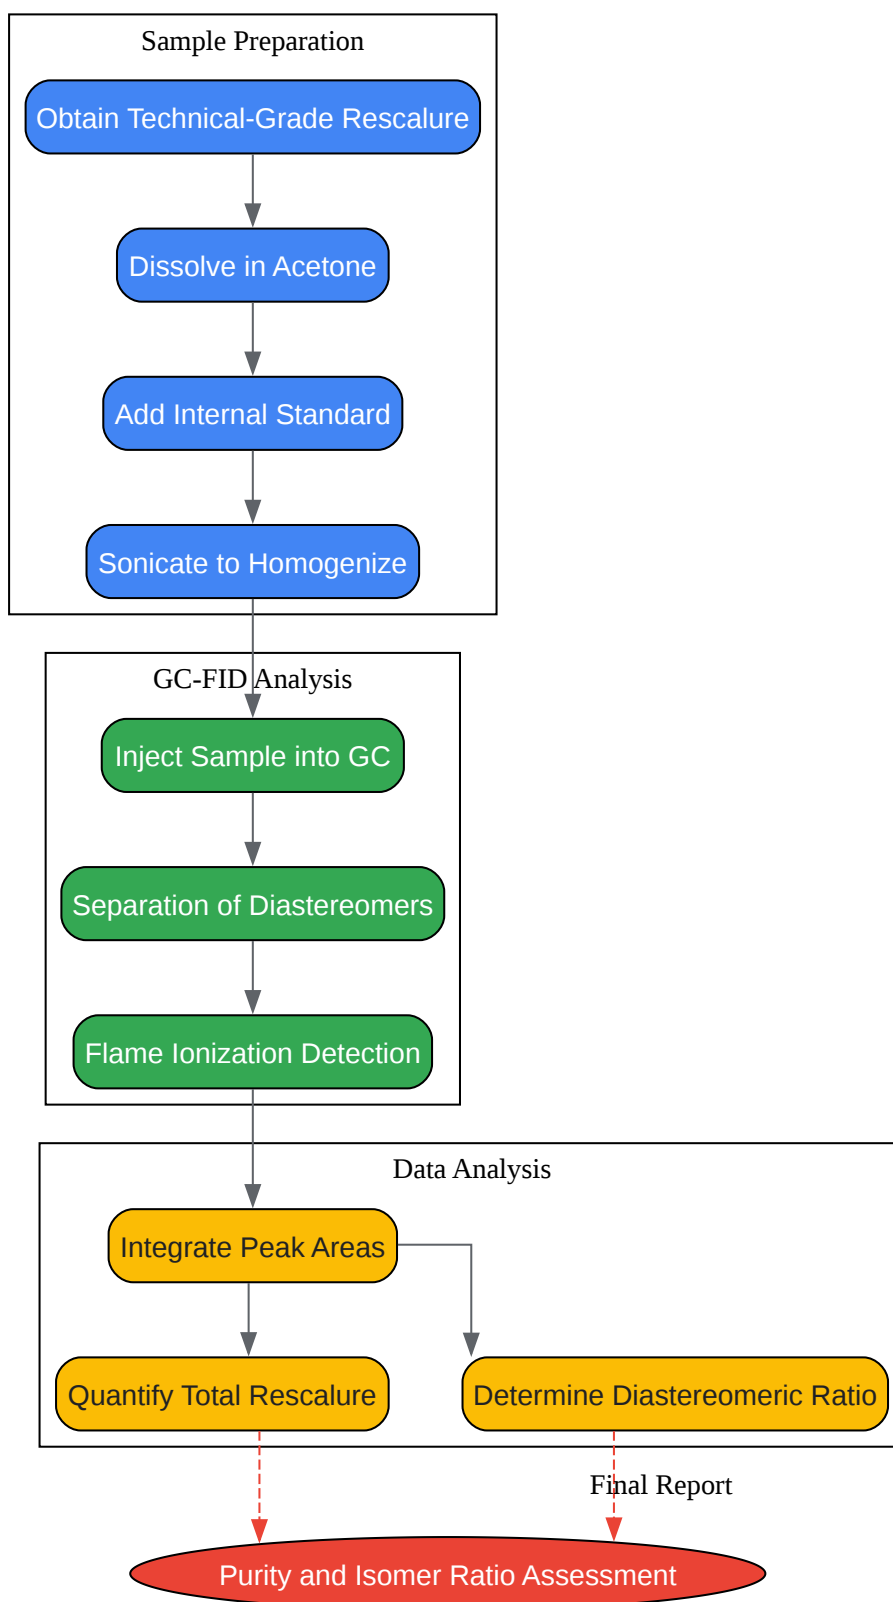 Sample Preparation
Obtain Technical-Grade Rescalure
Dissolve in Acetone
Add Internal Standard
Sonicate to Homogenize
GC-FID Analysis
Inject Sample into GC
Separation of Diastereomers
Flame Ionization Detection
Data Analysis
Integrate Peak Areas
Quantify Total Rescalure
Determine Diastereomeric Ratio
Final Report
Purity and Isomer Ratio Assessment